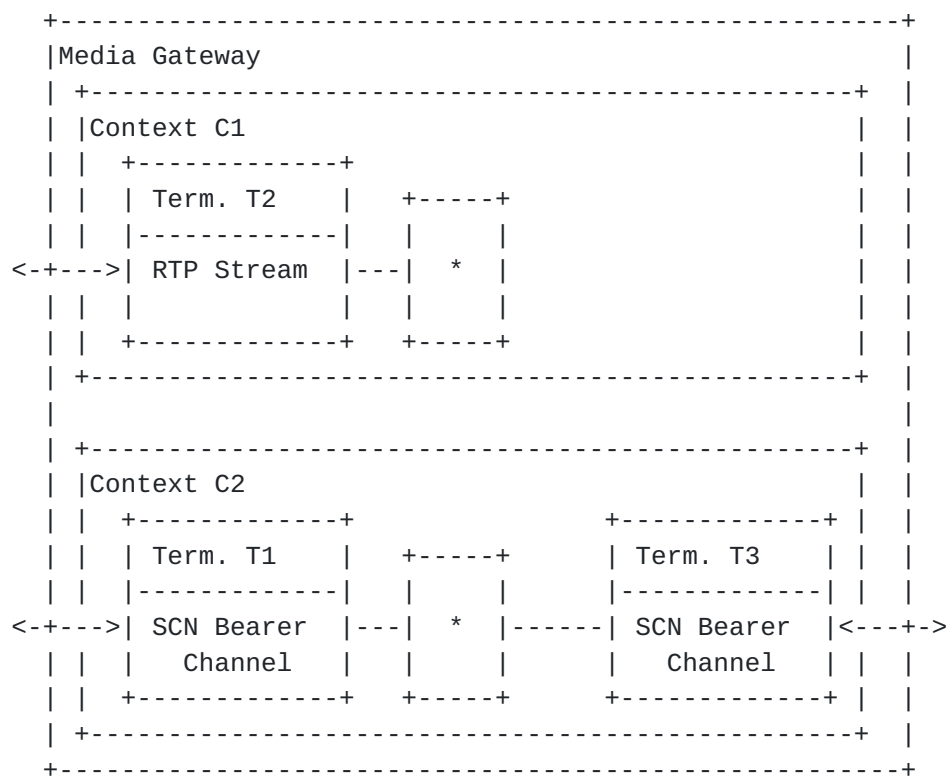 Media Gateway
Context C1
Term. T2
RTP Stream
*
Context C2
Term. T1
Term. T3
SCN Bearer
*
SCN Bearer
Channel
Channel